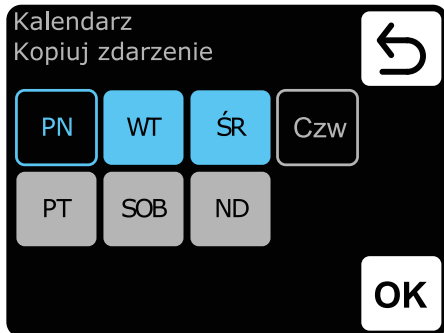 Kalendarz
Kopiuj zdarzenie
PN WT ŚR Czw
PT SOB ND
OK